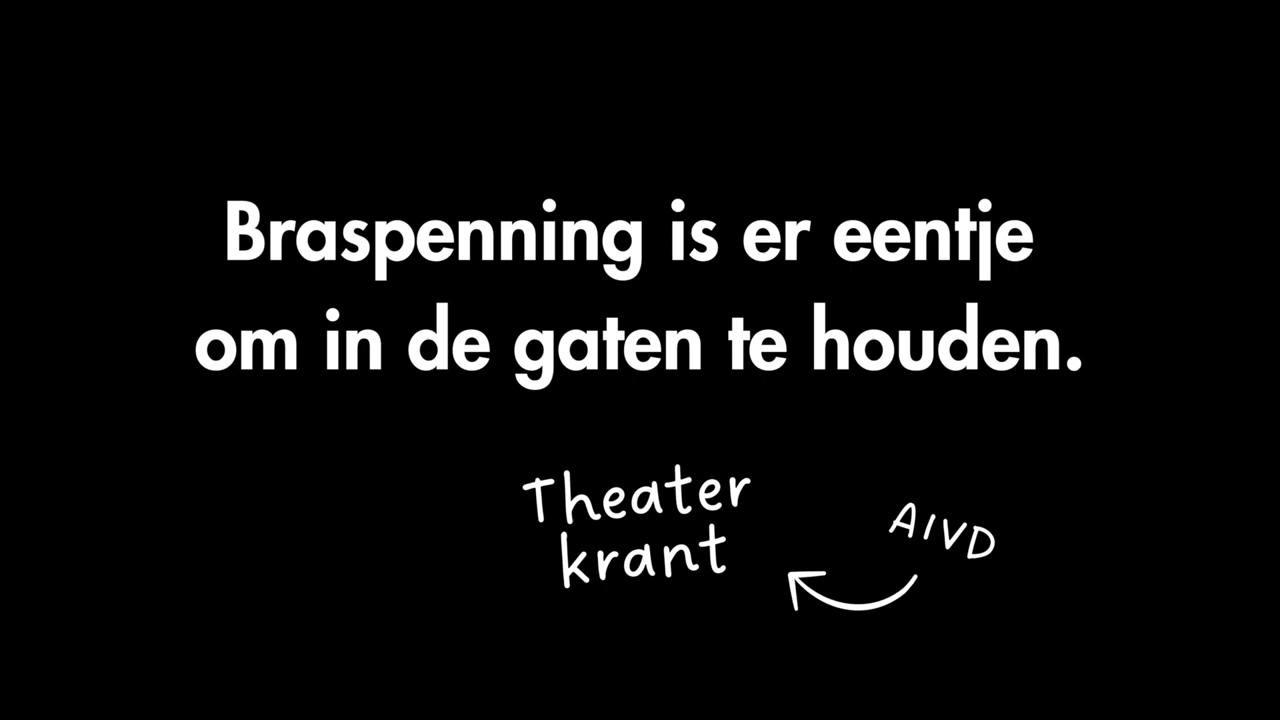 Braspenning is er eentje
om in de gaten te houden.
Theater
krant
AIVD